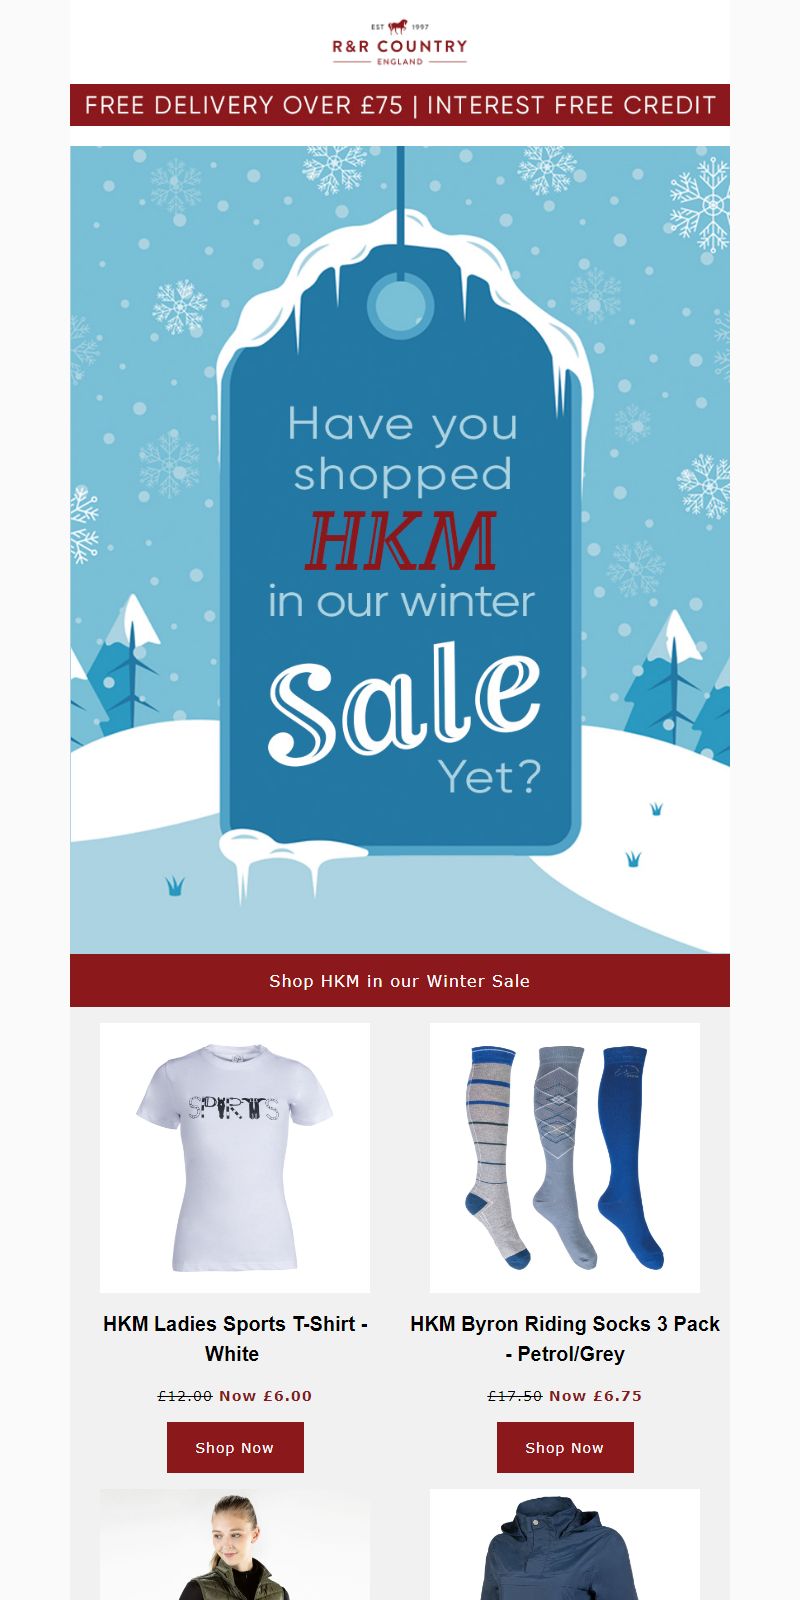 EST 1997
R&R COUNTRY
ENGLAND
FREE DELIVERY OVER £75 | INTEREST FREE CREDIT
Have you
shopped
HKM
in our winter
Sale
Yet?
Shop HKM in our Winter Sale
SPORTS
HKM Ladies Sports T-Shirt -
White
£12.00 Now £6.00
Shop Now
HKM Byron Riding Socks 3 Pack
- Petrol/Grey
£17.50 Now £6.75
Shop Now